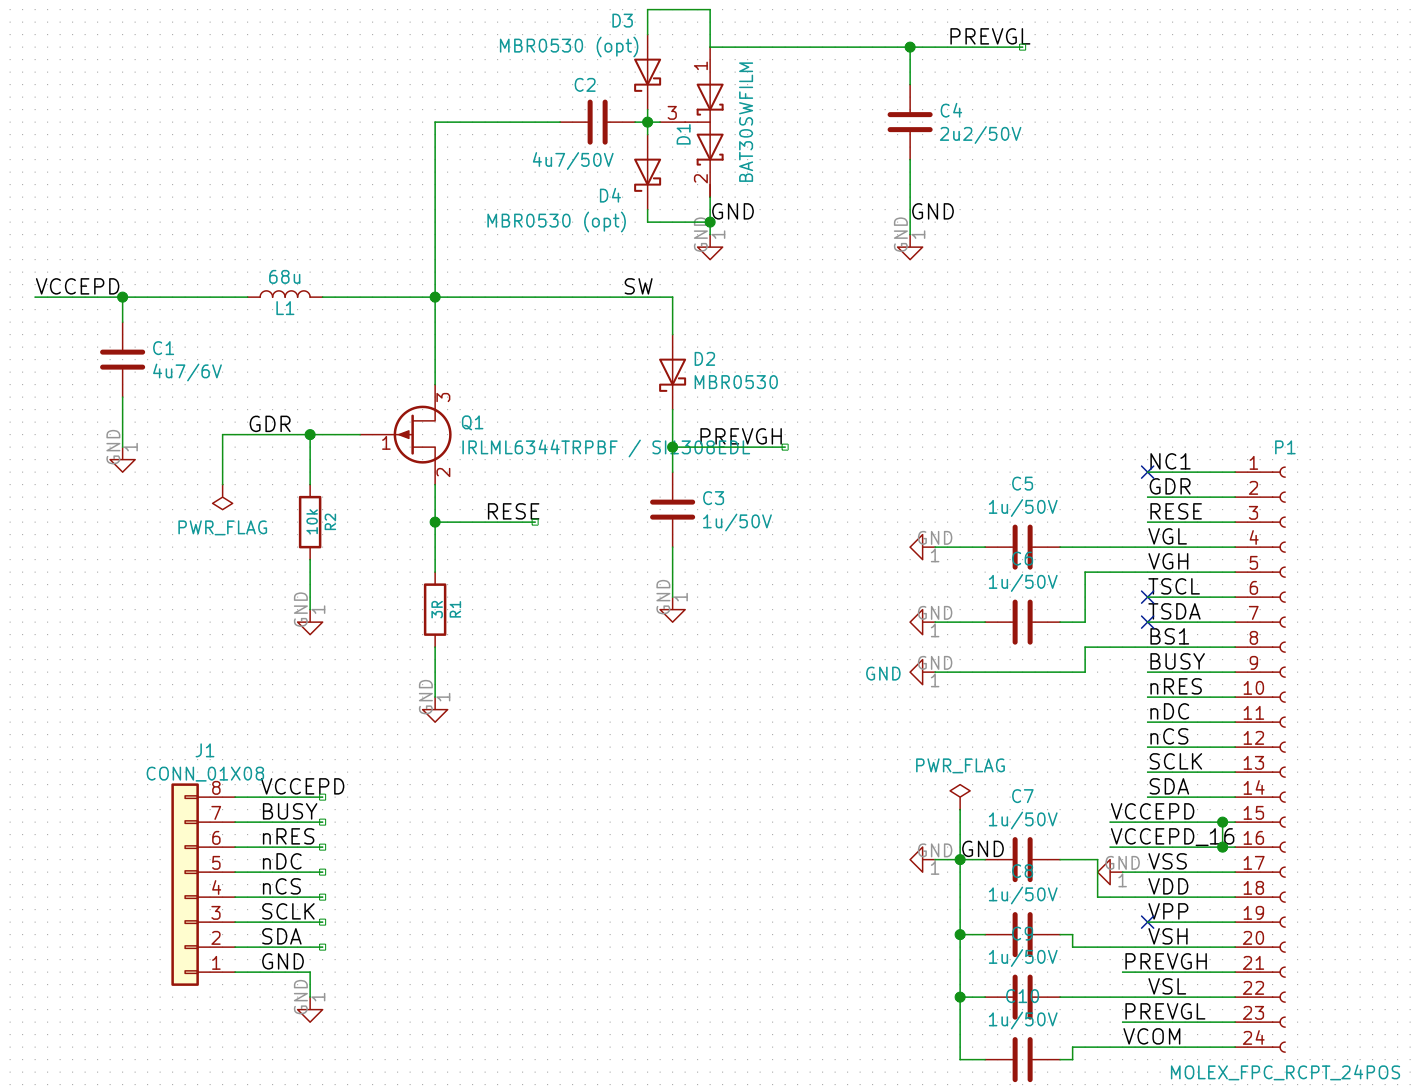 D3
MBR0530 (opt)
PREVGL
1
BAT30SWFILM
C2
3
D1
C4
2u2/50V
4u7/50V
2
D4
MBR0530 (opt)
GND
GND
1
GND
GND
1
VCCEPD
68u
L1
SW
C1
4u7/6V
D2
MBR0530
GND
1
GDR
1
3
2
Q1
PREVGH
PWR_FLAG
10k
R2
RESE
C3
1u/50V
GND
1
3R
R1
GND
1
GND
1
P1
NC1 1
GDR 2
RESE 3
VGL 4
VGH 5
TSCL 6
TSDA 7
BS1 8
BUSY 9
nRES 10
nDC 11
nCS 12
SCLK 13
SDA 14
VCCEPD 15
VCCEPD_16 16
VSS 17
VDD 18
VPP 19
VSH 20
PREVGH 21
VSL 22
PREVGL 23
VCOM 24
MOLEX_FPC_RCPT_24POS
C5
1u/50V
GND
1
C6
1u/50V
GND
1
GND
GND
1
PWR_FLAG
C7
1u/50V
GND
1
GND
GND
1
C8
1u/50V
C9
1u/50V
C10
1u/50V
J1
CONN_01X08
8 VCCEPD
7 BUSY
6 nRES
5 nDC
4 nCS
3 SCLK
2 SDA
1 GND
GND
1